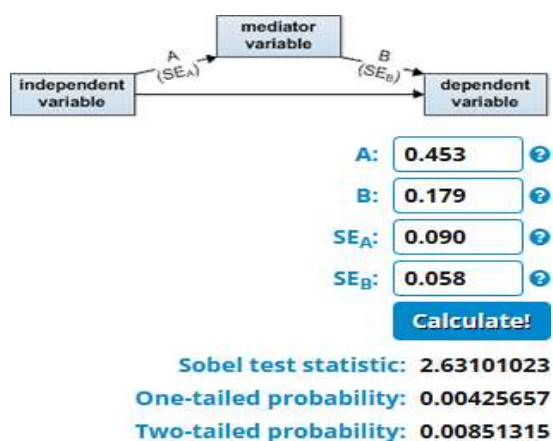 mediator
variable
A
(SEA)
B
(SEB)
independent
variable
dependent
variable
A: 0.453 ?
B: 0.179 ?
SEA: 0.090 ?
SEB: 0.058 ?
Calculate!
Sobel test statistic: 2.63101023
One-tailed probability: 0.00425657
Two-tailed probability: 0.00851315